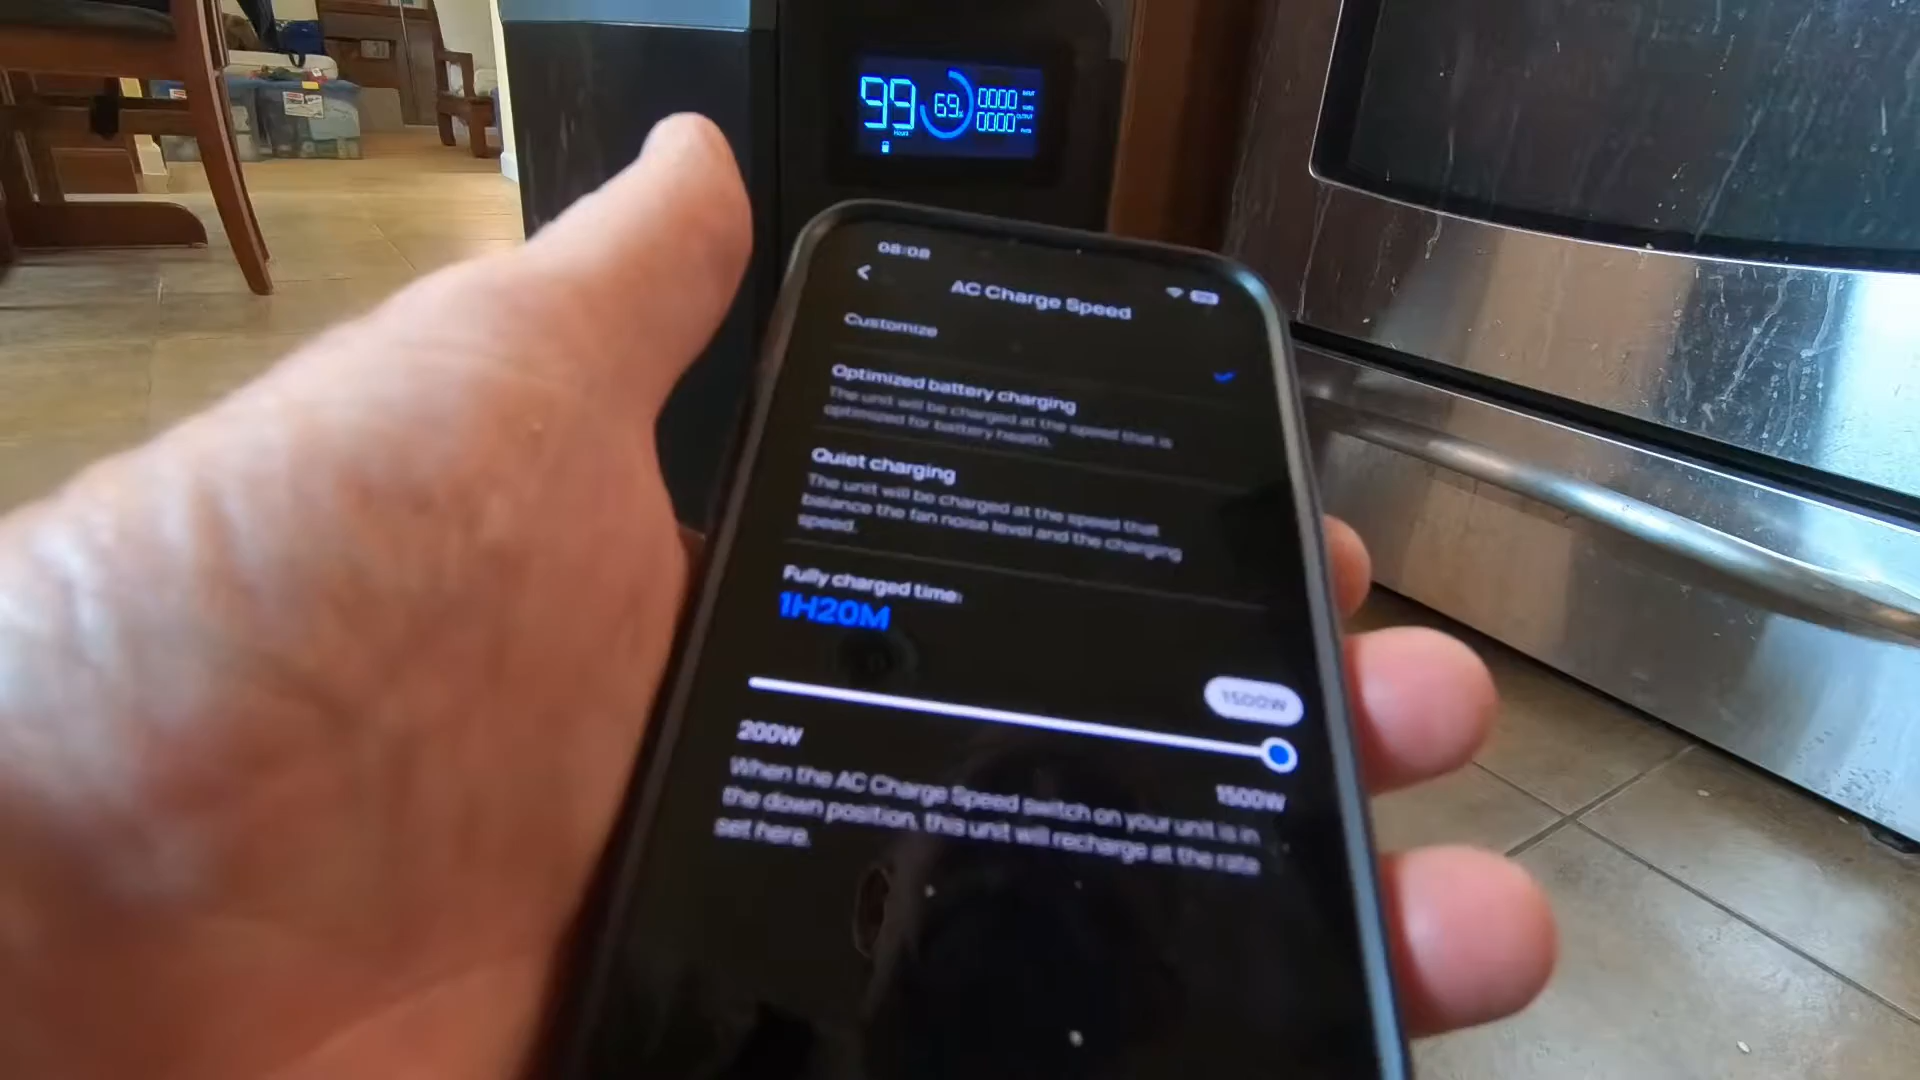 99
Hours
69%
0000
0000
INPUT
OUTPUT
08:08
AC Charge Speed
Customize
Optimized battery charging
The unit will be charged at the speed that is
optimized for battery health.
Quiet charging
The unit will be charged at the speed that
balance the fan noise level and the charging
speed.
Fully charged time:
1H20M
1500W
200W
1500W
When the AC Charge Speed switch on your unit is in
the down position, this unit will recharge at the rate
set here.